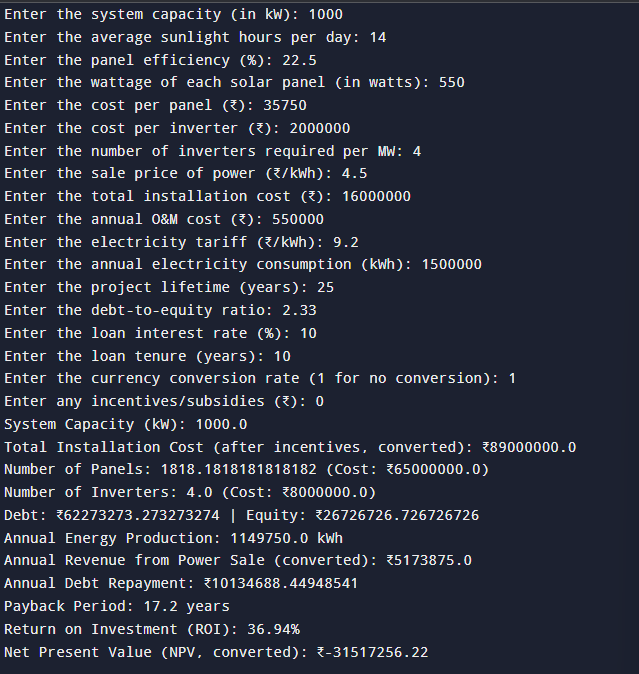 Enter the system capacity (in kW): 1000
Enter the average sunlight hours per day: 14
Enter the panel efficiency (%): 22.5
Enter the wattage of each solar panel (in watts): 550
Enter the cost per panel (₹): 35750
Enter the cost per inverter (₹): 2000000
Enter the number of inverters required per MW: 4
Enter the sale price of power (₹/kWh): 4.5
Enter the total installation cost (₹): 16000000
Enter the annual O&M cost (₹): 550000
Enter the electricity tariff (₹/kWh): 9.2
Enter the annual electricity consumption (kWh): 1500000
Enter the project lifetime (years): 25
Enter the debt-to-equity ratio: 2.33
Enter the loan interest rate (%): 10
Enter the loan tenure (years): 10
Enter the currency conversion rate (1 for no conversion): 1
Enter any incentives/subsidies (₹): 0
System Capacity (kW): 1000.0
Total Installation Cost (after incentives, converted): ₹89000000.0
Number of Panels: 1818.1818181818182 (Cost: ₹65000000.0)
Number of Inverters: 4.0 (Cost: ₹8000000.0)
Debt: ₹62273273.273273274 | Equity: ₹26726726.726726726
Annual Energy Production: 1149750.0 kWh
Annual Revenue from Power Sale (converted): ₹5173875.0
Annual Debt Repayment: ₹10134688.44948541
Payback Period: 17.2 years
Return on Investment (ROI): 36.94%
Net Present Value (NPV, converted): ₹-31517256.22